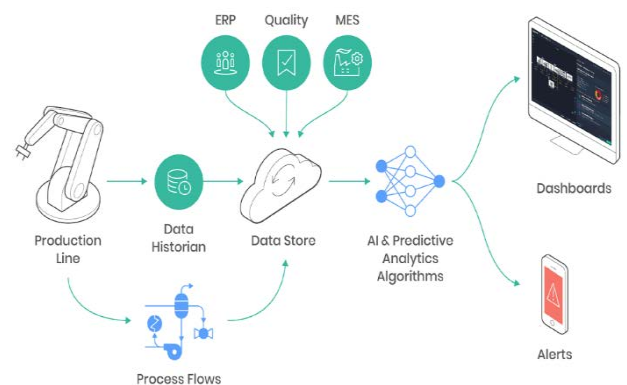 ERP
Quality
MES
Production
Line
Data
Historian
Data Store
AI & Predictive
Analytics
Algorithms
Dashboards
Process Flows
Alerts